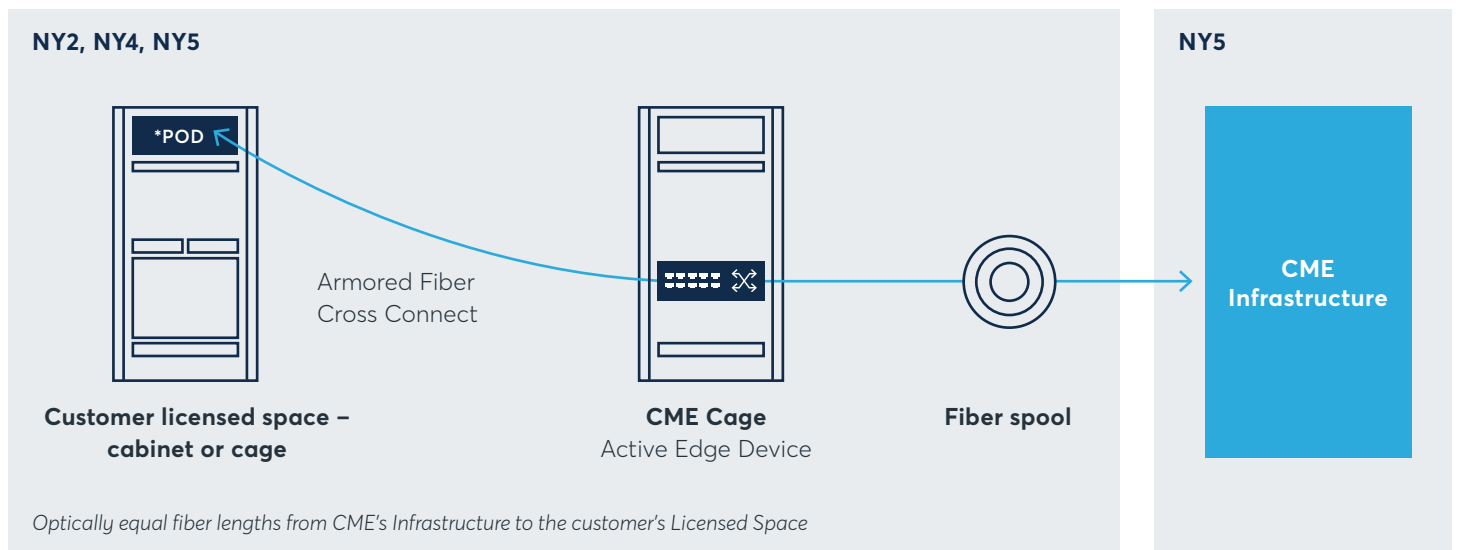 NY2, NY4, NY5
NY5
*POD
Armored Fiber
Cross Connect
CME
Infrastructure
Customer licensed space –
cabinet or cage
CME Cage
Active Edge Device
Fiber spool
Optically equal fiber lengths from CME's Infrastructure to the customer's Licensed Space